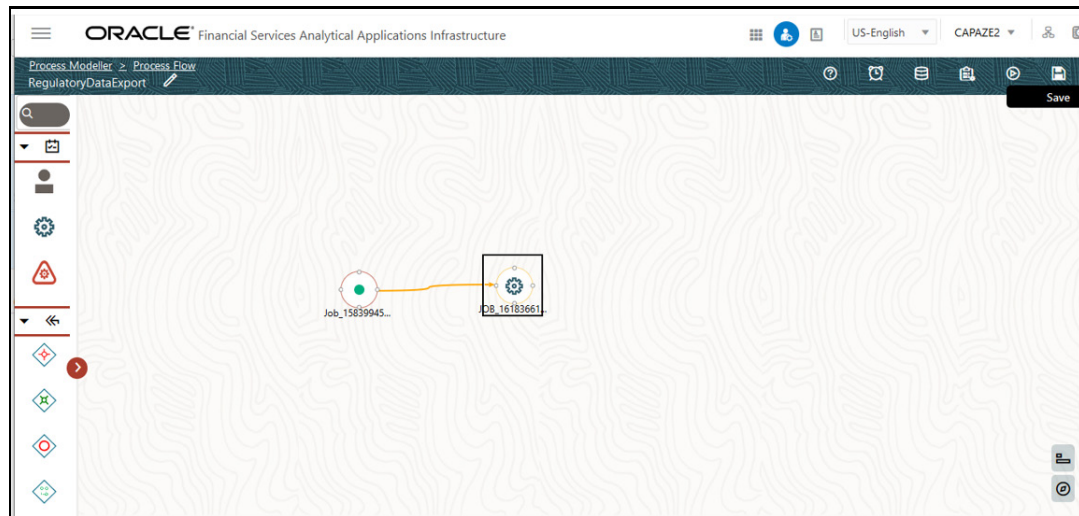 ORACLE Financial Services Analytical Applications Infrastructure
US-English
CAPAZE2
Process Modeller > Process Flow
RegulatoryDataExport
Save
Job_15839945...
JOB_16183661...